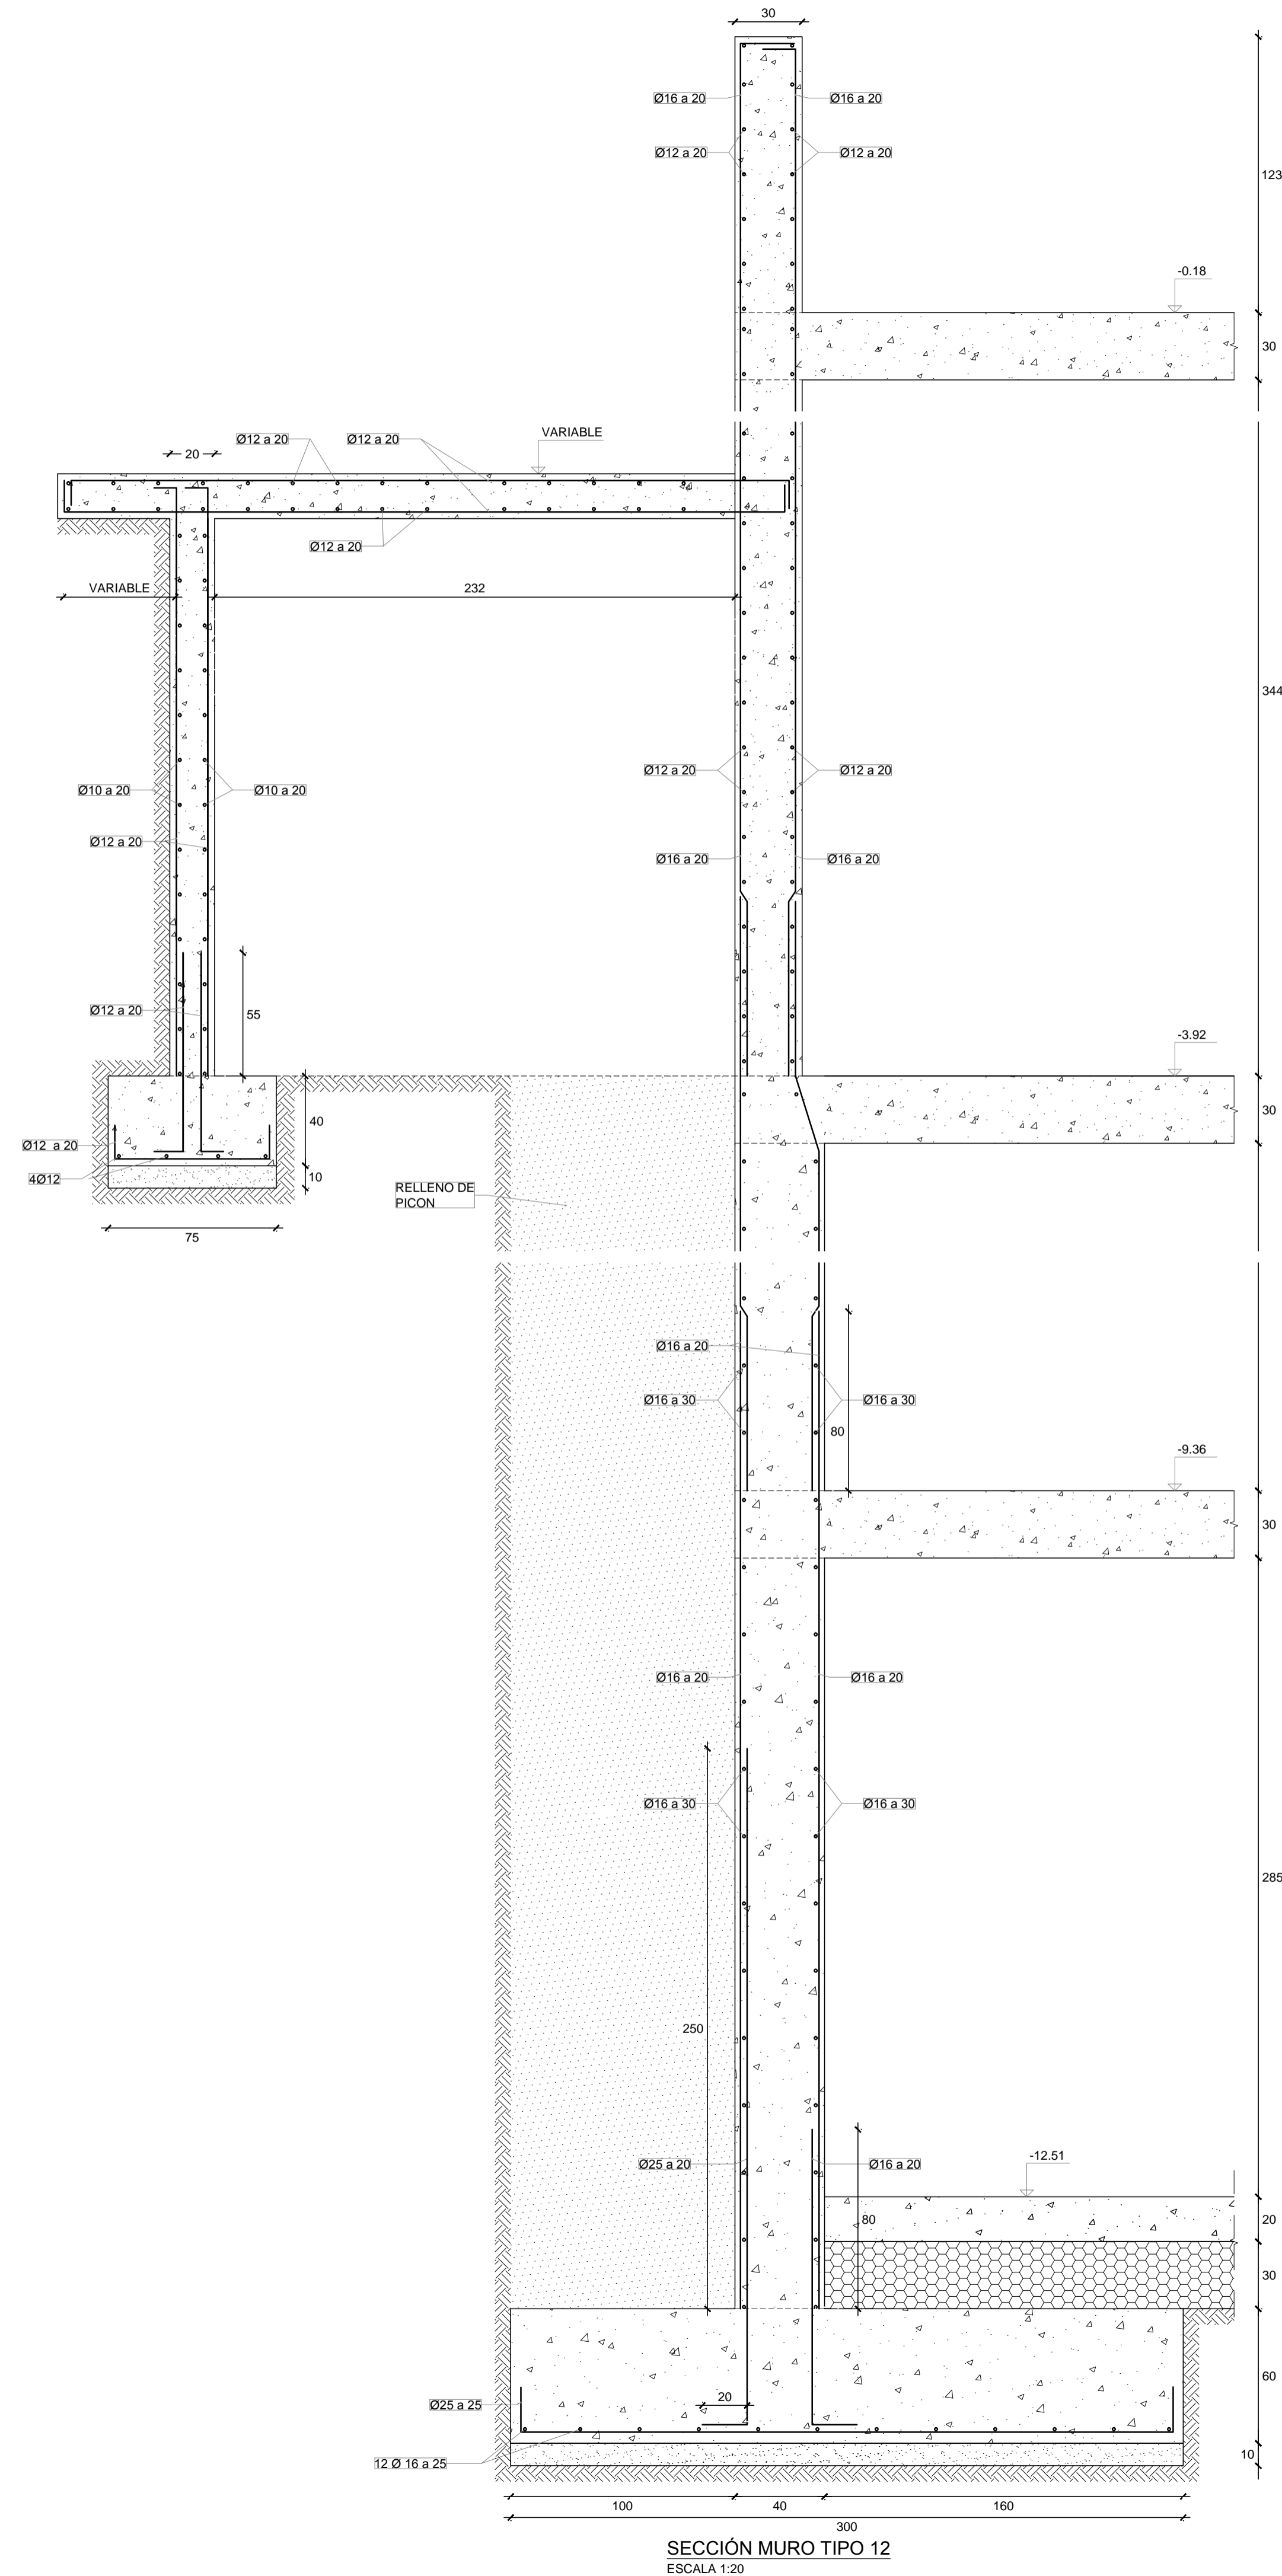 30
Ø16 a 20
Ø16 a 20
Ø12 a 20
Ø12 a 20
123
-0.18
30
VARIABLE
Ø12 a 20
Ø12 a 20
20
Ø12 a 20
VARIABLE
232
344
Ø12 a 20
Ø12 a 20
Ø10 a 20
Ø10 a 20
Ø12 a 20
Ø16 a 20
Ø16 a 20
Ø12 a 20
55
-3.92
30
40
Ø12 a 20
4Ø12
10
RELLENO DE
PICON
75
Ø16 a 20
Ø16 a 30
Ø16 a 30
80
-9.36
30
Ø16 a 20
Ø16 a 20
Ø16 a 30
Ø16 a 30
285
250
-12.51
Ø25 a 20
Ø16 a 20
80
20
30
60
20
Ø25 a 25
12 Ø 16 a 25
10
100
40
160
300
SECCIÓN MURO TIPO 12
ESCALA 1:20